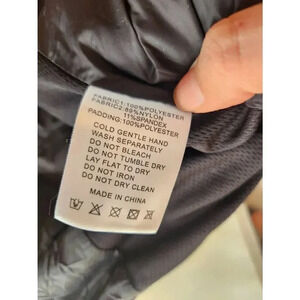 FABRIC1:100%POLYESTER
FABRIC2:89%NYLON
11%SPANDEX
PADDING:100%POLYESTER
COLD GENTLE HAND
WASH SEPARATELY
DO NOT BLEACH
DO NOT TUMBLE DRY
LAY FLAT TO DRY
DO NOT IRON
DO NOT DRY CLEAN
MADE IN CHINA